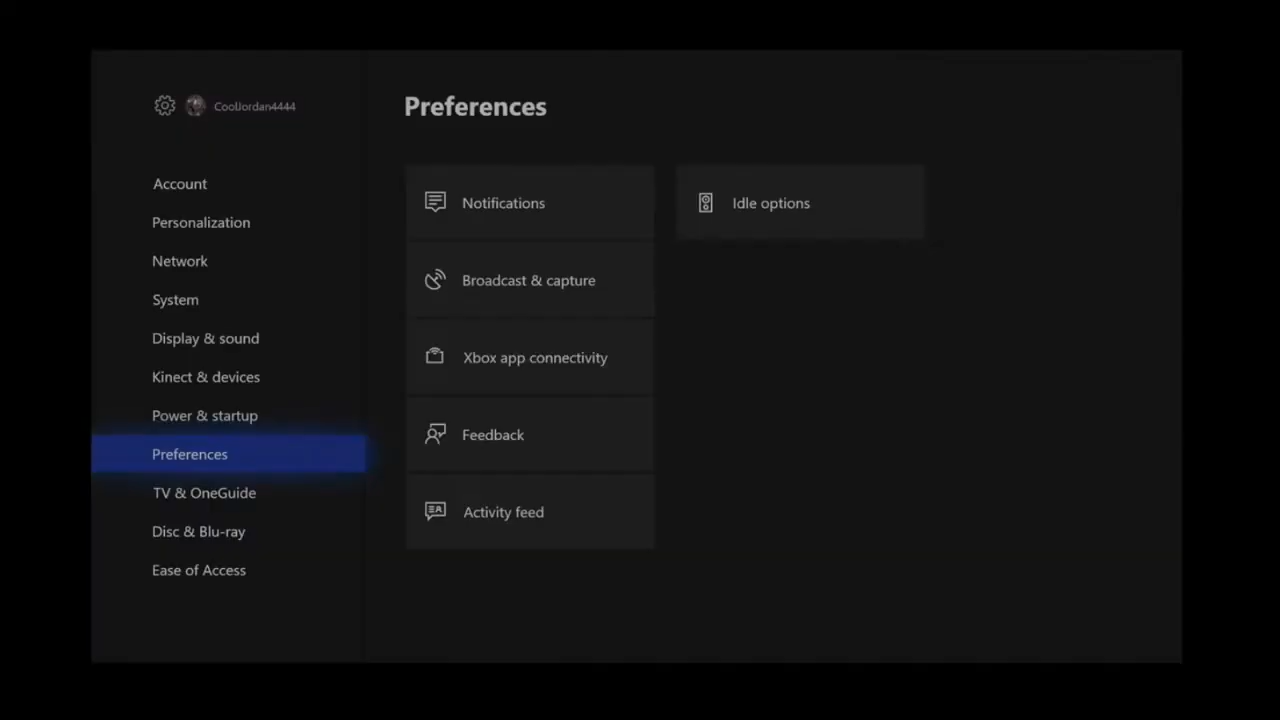 CoolJordan4444
Account
Personalization
Network
System
Display & sound
Kinect & devices
Power & startup
Preferences
TV & OneGuide
Disc & Blu-ray
Ease of Access
Preferences
Notifications
Broadcast & capture
Xbox app connectivity
Feedback
Activity feed
Idle options